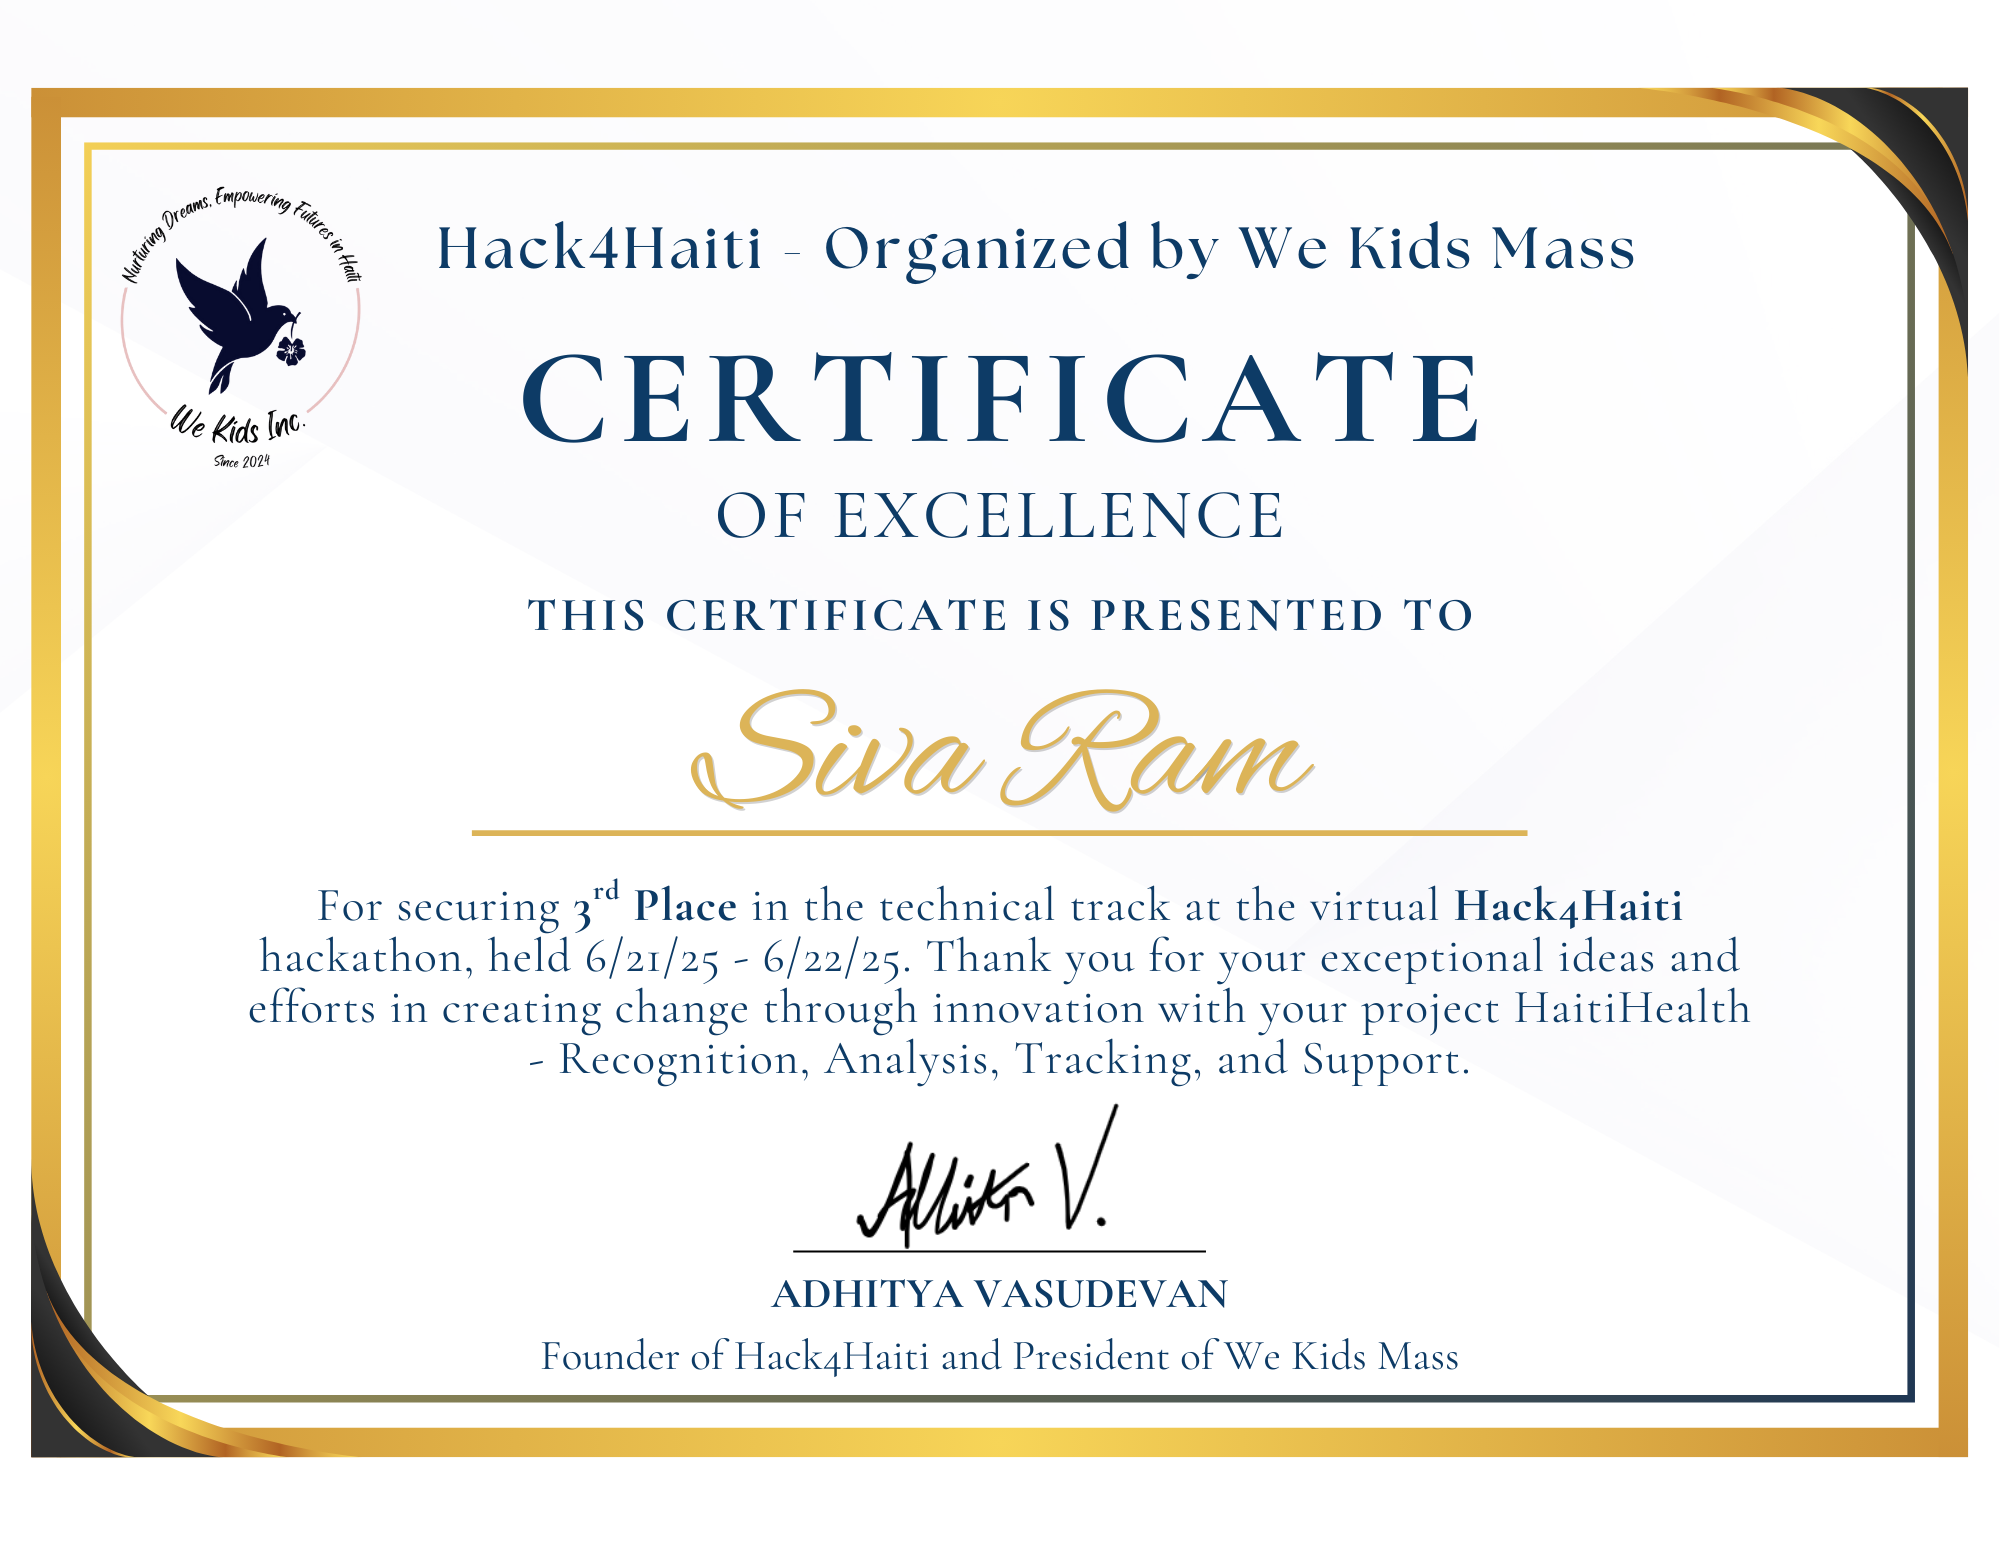 Nurturing Dreams, Empowering Futures in Haiti
We Kids Inc.
Since 2024
Hack4Haiti - Organized by We Kids Mass
CERTIFICATE
OF EXCELLENCE
THIS CERTIFICATE IS PRESENTED TO
Siva Ram
For securing 3rd Place in the technical track at the virtual Hack4Haiti
hackathon, held 6/21/25 - 6/22/25. Thank you for your exceptional ideas and
efforts in creating change through innovation with your project HaitiHealth
- Recognition, Analysis, Tracking, and Support.
V.
ADHITYA VASUDEVAN
Founder of Hack4Haiti and President of We Kids Mass